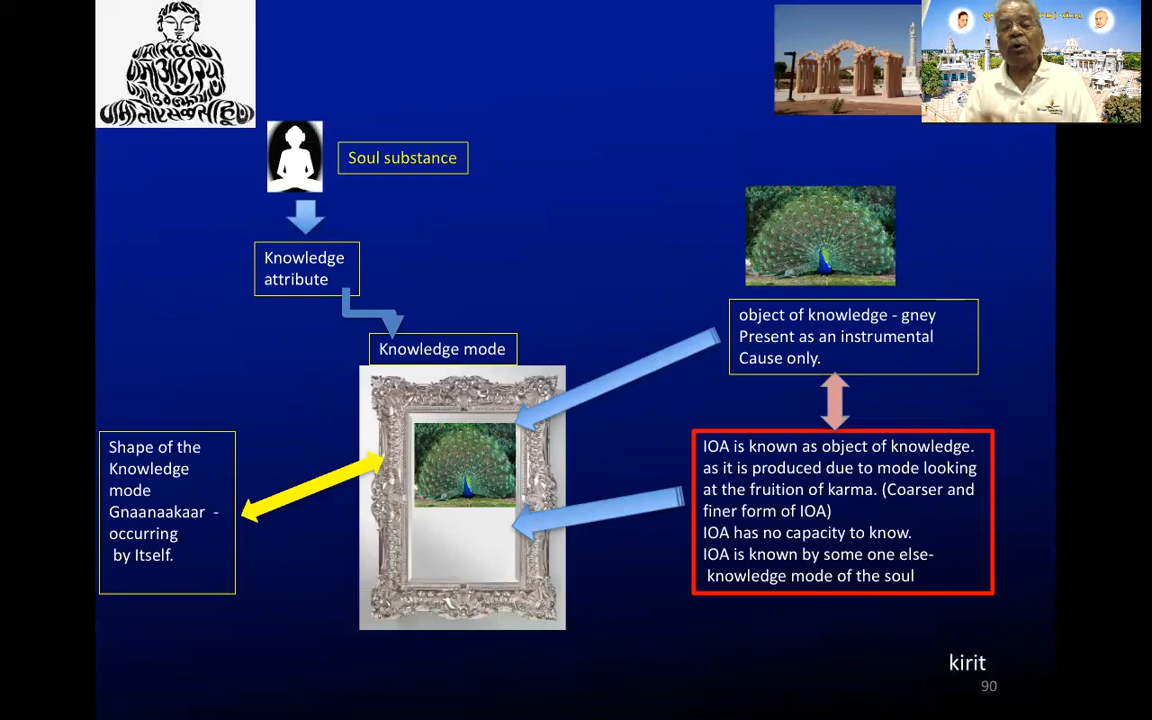 Soul substance
Knowledge
attribute
Knowledge mode
object of knowledge - gney
Present as an instrumental
Cause only.
Shape of the
Knowledge
mode
Gnaanaakaar -
occurring
by Itself.
IOA is known as object of knowledge.
as it is produced due to mode looking
at the fruition of karma. (Coarser and
finer form of IOA)
IOA has no capacity to know.
IOA is known by some one else-
knowledge mode of the soul
kirit
90